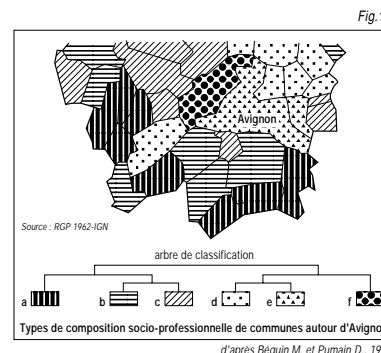 Fig.
Avignon
Source : RGP 1962-IGN
arbre de classification
a b c d e f
Types de composition socio-professionnelle de communes autour d'Avigno
d'après Béguin M. et Pumain D., 19